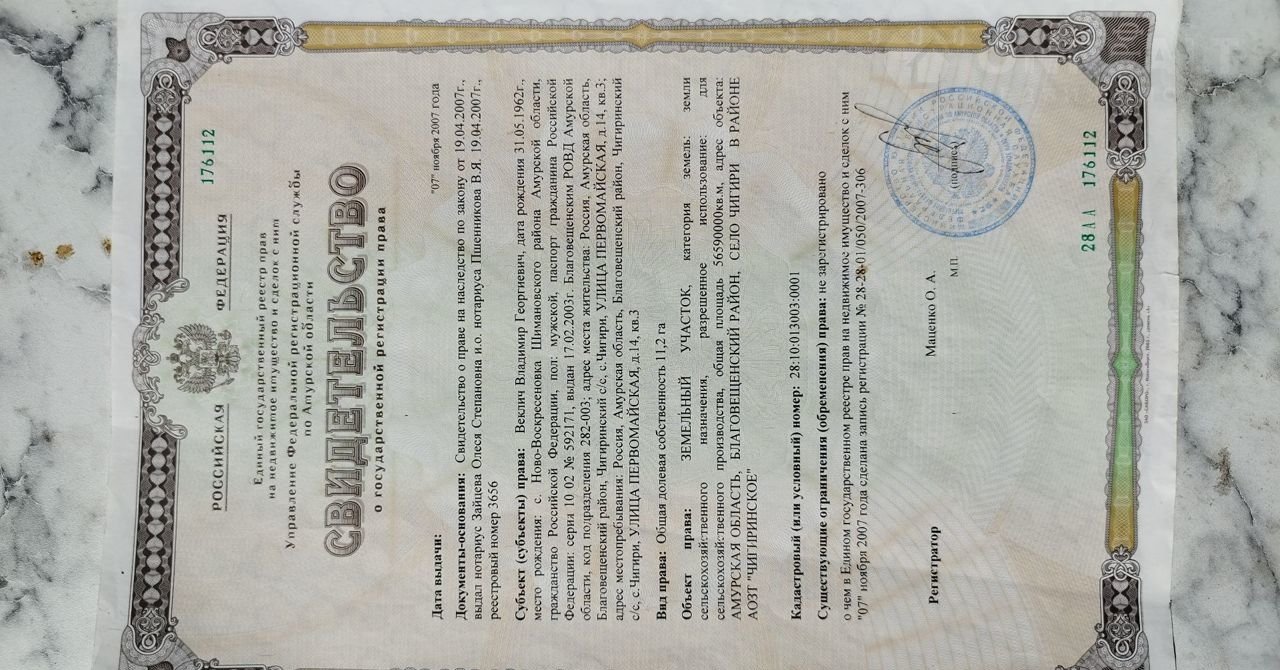 РОССИЙСКАЯ ФЕДЕРАЦИЯ
176112
Единый государственный реестр прав
на недвижимое имущество и сделок с ним
Управление Федеральной регистрационной службы
по Амурской области
СВИДЕТЕЛЬСТВО
о государственной регистрации права
Дата выдачи: "07" ноября 2007 года
Документы-основания: Свидетельство о праве на наследство по закону от 19.04.2007г.,
выдал нотариус Зайцева Олеся Степановна и.о. нотариуса Пшенникова В.Я. 19.04.2007г.,
реестровый номер 3656
Субъект (субъекты) права: Веклич Владимир Георгиевич, дата рождения 31.05.1962г.,
место рождения: с. Ново-Воскресеновка Шимановского района Амурской области,
гражданство Российской Федерации, пол: мужской, паспорт гражданина Российской
Федерации: серия 10 02 № 592171, выдан 17.02.2003г. Благовещенским РОВД Амурской
области, код подразделения 282-003; адрес места жительства: Россия, Амурская область,
Благовещенский район, Чигиринский с/с, с.Чигири, УЛИЦА ПЕРВОМАЙСКАЯ, д.14, кв.3;
адрес местопребывания: Россия, Амурская область, Благовещенский район, Чигиринский
с/с, с.Чигири, УЛИЦА ПЕРВОМАЙСКАЯ, д.14, кв.3
Вид права: Общая долевая собственность 11,2 га
Объект права: ЗЕМЕЛЬНЫЙ УЧАСТОК, категория земель: земли
сельскохозяйственного назначения, разрешенное использование: для
сельскохозяйственного производства, общая площадь 56590000кв.м, адрес объекта:
АМУРСКАЯ ОБЛАСТЬ, БЛАГОВЕЩЕНСКИЙ РАЙОН, СЕЛО ЧИГИРИ В РАЙОНЕ
АОЗТ "ЧИГИРИНСКОЕ"
Кадастровый (или условный) номер: 28:10:013003:0001
Существующие ограничения (обременения) права: не зарегистрировано
о чем в Едином государственном реестре прав на недвижимое имущество и сделок с ним
"07" ноября 2007 года сделана запись регистрации № 28-28-01/050/2007-306
Регистратор Маценко О. А.
М.П. (подпись)
28АА 176112